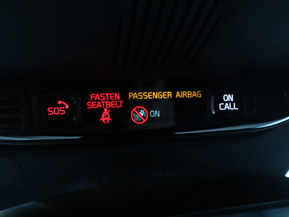 SOS
FASTEN
SEATBELT
PASSENGER AIRBAG
ON
ON
CALL